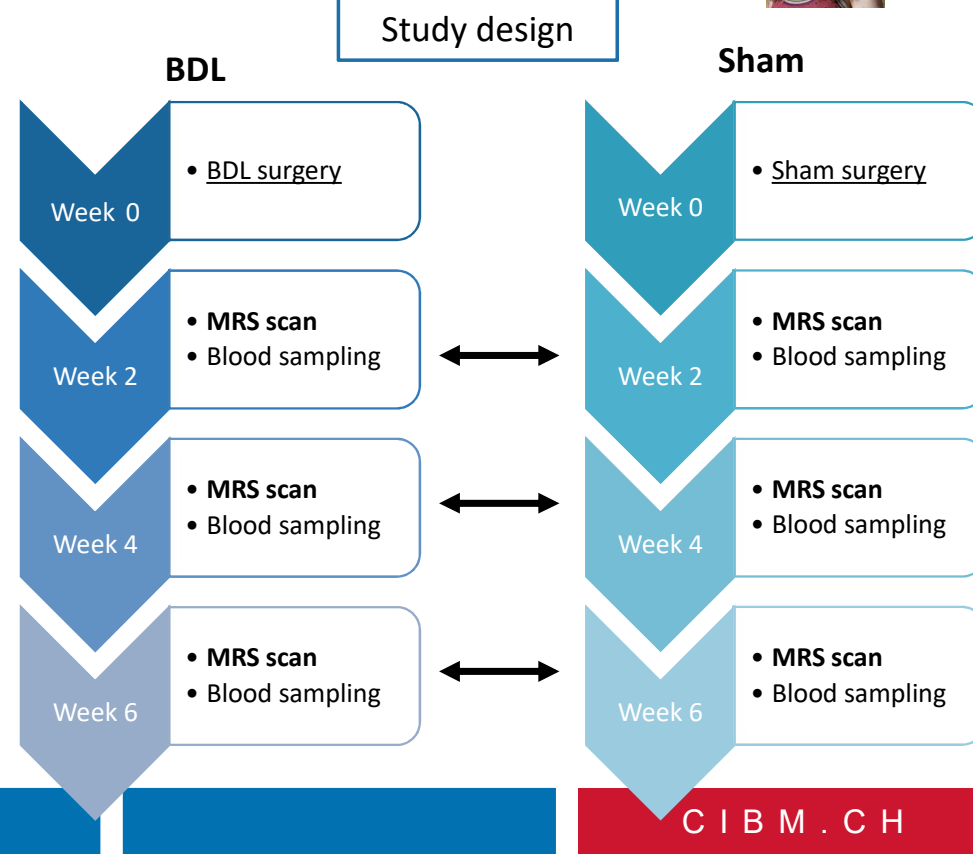 Study design
BDL
Week 0
• BDL surgery
Week 2
• MRS scan
• Blood sampling
Week 4
• MRS scan
• Blood sampling
Week 6
• MRS scan
• Blood sampling
Sham
Week 0
• Sham surgery
Week 2
• MRS scan
• Blood sampling
Week 4
• MRS scan
• Blood sampling
Week 6
• MRS scan
• Blood sampling
CIBM.CH